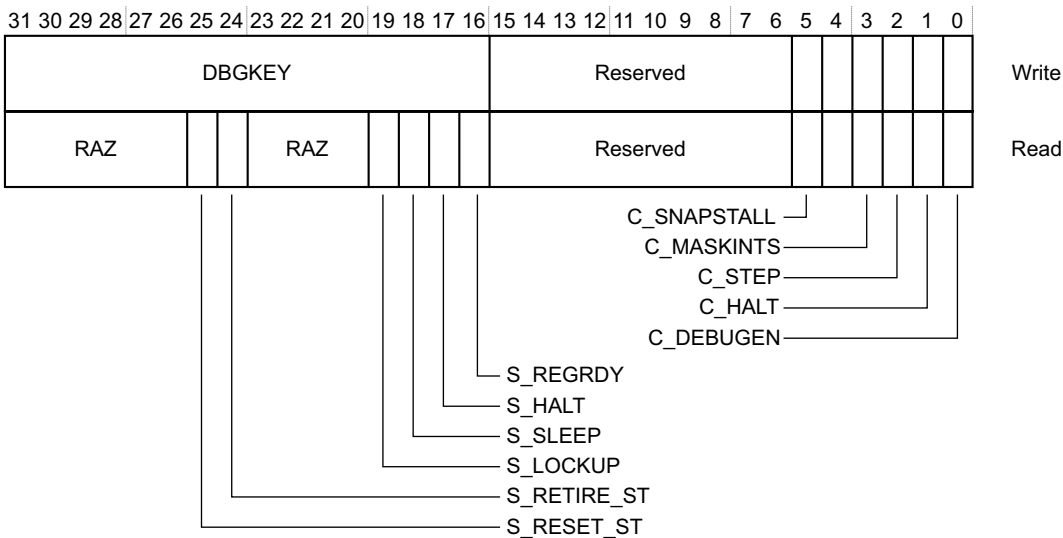 31 30 29 28 27 26 25 24 23 22 21 20 19 18 17 16 15 14 13 12 11 10 9 8 7 6 5 4 3 2 1 0
DBGKEY Reserved Write
RAZ RAZ Reserved Read
C_SNAPSTALL
C_MASKINTS
C_STEP
C_HALT
C_DEBUGEN
S_REGRDY
S_HALT
S_SLEEP
S_LOCKUP
S_RETIRE_ST
S_RESET_ST